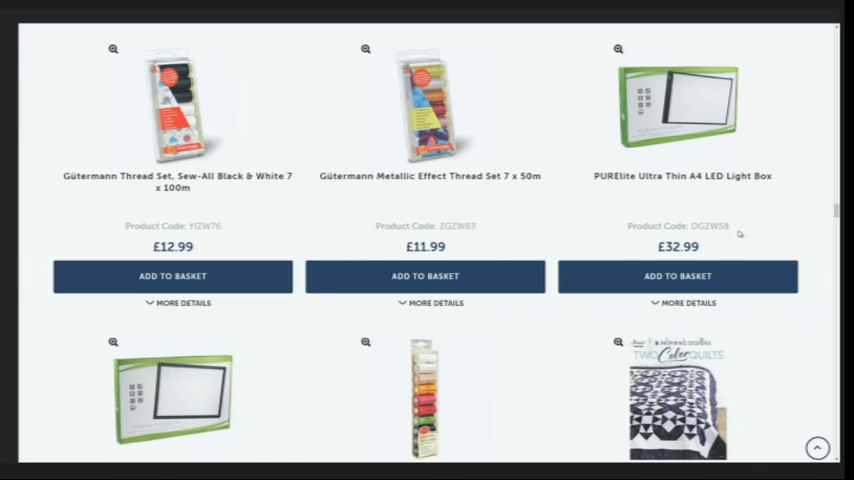 Gütermann Thread Set, Sew-All Black & White 7
x 100m
Gütermann Metallic Effect Thread Set 7 x 50m
PURElite Ultra Thin A4 LED Light Box
Product Code: YIZW76
Product Code: ZGZW83
Product Code: DGZW58
£12.99
£11.99
£32.99
ADD TO BASKET
ADD TO BASKET
ADD TO BASKET
MORE DETAILS
MORE DETAILS
MORE DETAILS
TWO Color QUILTS